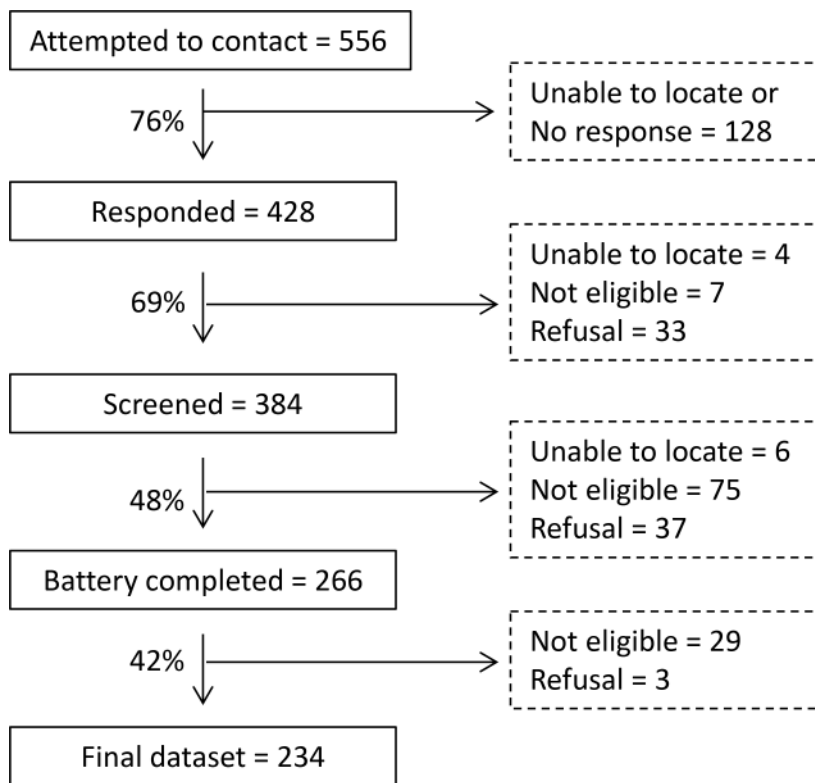 Attempted to contact = 556
76%
Unable to locate or
No response = 128
Responded = 428
69%
Unable to locate = 4
Not eligible = 7
Refusal = 33
Screened = 384
48%
Unable to locate = 6
Not eligible = 75
Refusal = 37
Battery completed = 266
42%
Not eligible = 29
Refusal = 3
Final dataset = 234